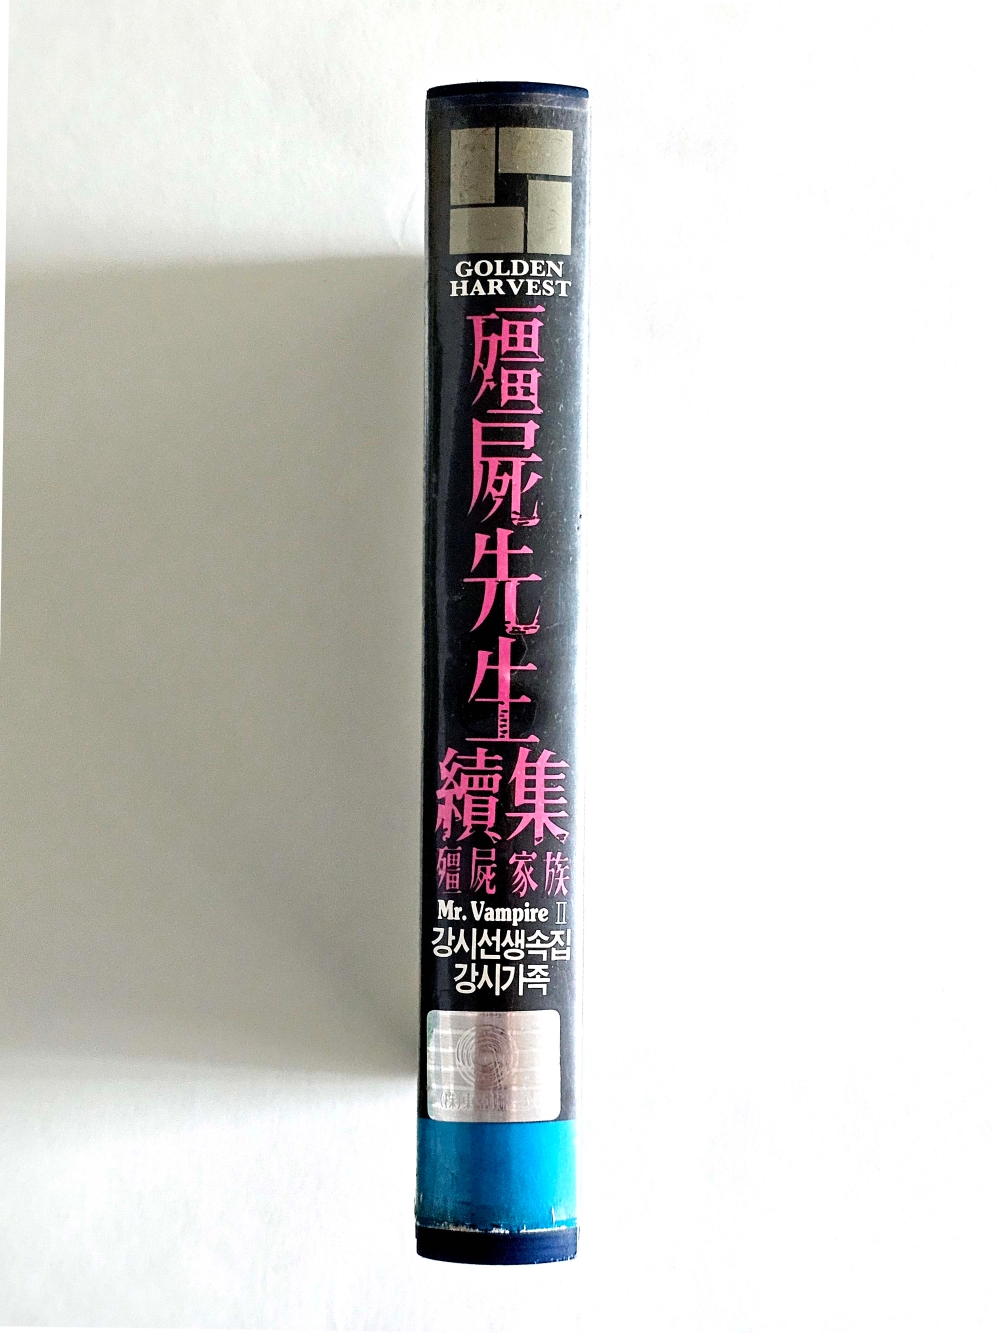 GOLDEN
HARVEST
殭屍先生
續集
殭屍家族
Mr. Vampire II
강시선생속집
강시가족